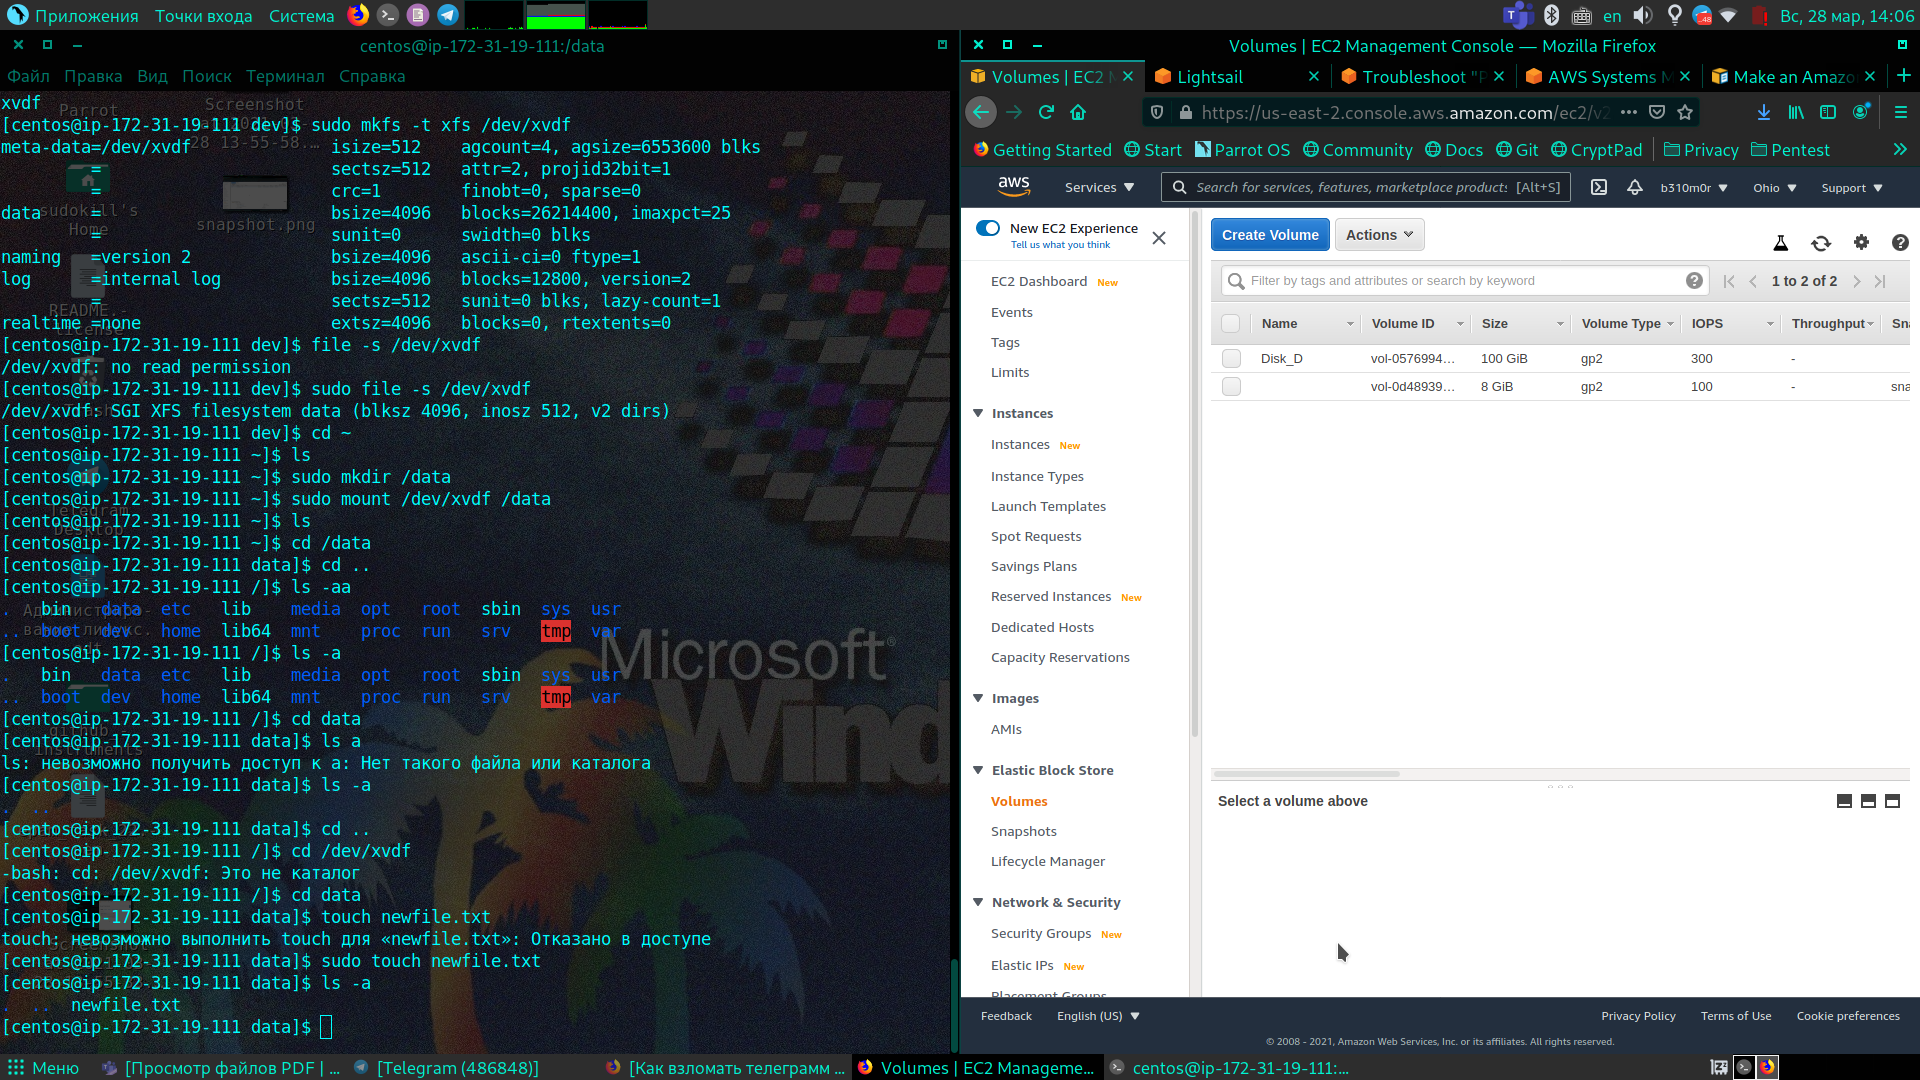 Приложения Точки входа Система en Вс, 28 мар, 14:06
centos@ip-172-31-19-111:/data
Файл Правка Вид Поиск Терминал Справка
xvdf
[centos@ip-172-31-19-111 dev]$ sudo mkfs -t xfs /dev/xvdf
meta-data=/dev/xvdf isize=512 agcount=4, agsize=6553600 blks
= sectsz=512 attr=2, projid32bit=1
= crc=1 finobt=0, sparse=0
data = bsize=4096 blocks=26214400, imaxpct=25
= sunit=0 swidth=0 blks
naming =version 2 bsize=4096 ascii-ci=0 ftype=1
log =internal log bsize=4096 blocks=12800, version=2
= sectsz=512 sunit=0 blks, lazy-count=1
realtime =none extsz=4096 blocks=0, rtextents=0
[centos@ip-172-31-19-111 dev]$ file -s /dev/xvdf
/dev/xvdf: no read permission
[centos@ip-172-31-19-111 dev]$ sudo file -s /dev/xvdf
/dev/xvdf: SGI XFS filesystem data (blksz 4096, inosz 512, v2 dirs)
[centos@ip-172-31-19-111 dev]$ cd ~
[centos@ip-172-31-19-111 ~]$ ls
[centos@ip-172-31-19-111 ~]$ sudo mkdir /data
[centos@ip-172-31-19-111 ~]$ sudo mount /dev/xvdf /data
[centos@ip-172-31-19-111 ~]$ ls
[centos@ip-172-31-19-111 ~]$ cd /data
[centos@ip-172-31-19-111 data]$ cd ..
[centos@ip-172-31-19-111 /]$ ls -aa
. bin data etc lib media opt root sbin sys usr
.. boot dev home lib64 mnt proc run srv tmp var
[centos@ip-172-31-19-111 /]$ ls -a
. bin data etc lib media opt root sbin sys usr
.. boot dev home lib64 mnt proc run srv tmp var
[centos@ip-172-31-19-111 /]$ cd data
[centos@ip-172-31-19-111 data]$ ls a
ls: невозможно получить доступ к a: Нет такого файла или каталога
[centos@ip-172-31-19-111 data]$ ls -a
. ..
[centos@ip-172-31-19-111 data]$ cd ..
[centos@ip-172-31-19-111 /]$ cd /dev/xvdf
-bash: cd: /dev/xvdf: Это не каталог
[centos@ip-172-31-19-111 /]$ cd data
[centos@ip-172-31-19-111 data]$ touch newfile.txt
touch: невозможно выполнить touch для «newfile.txt»: Отказано в доступе
[centos@ip-172-31-19-111 data]$ sudo touch newfile.txt
[centos@ip-172-31-19-111 data]$ ls -a
. .. newfile.txt
[centos@ip-172-31-19-111 data]$
Parrot
Screenshot
28 13-55-58.…
sudokill's
Home
snapshot.png
README.-
license
Telegram
Desktop
github
instruments
Microsoft®
Volumes | EC2 Management Console — Mozilla Firefox
Volumes | EC2 M Lightsail Troubleshoot "P AWS Systems M Make an Amazo
https://us-east-2.console.aws.amazon.com/ec2/v2
Getting Started Start Parrot OS Community Docs Git CryptPad Privacy Pentest
aws Services Search for services, features, marketplace products, [Alt+S] b310m0r Ohio Support
New EC2 Experience
Tell us what you think
EC2 Dashboard New
Events
Tags
Limits
Instances
Instances New
Instance Types
Launch Templates
Spot Requests
Savings Plans
Reserved Instances New
Dedicated Hosts
Capacity Reservations
Images
AMIs
Elastic Block Store
Volumes
Snapshots
Lifecycle Manager
Network & Security
Security Groups New
Elastic IPs New
Placement Groups
Create Volume Actions
Filter by tags and attributes or search by keyword 1 to 2 of 2
Name Volume ID Size Volume Type IOPS Throughput Sna
Disk_D vol-0576994… 100 GiB gp2 300 -
vol-0d48939… 8 GiB gp2 100 - sna
Select a volume above
Feedback English (US) Privacy Policy Terms of Use Cookie preferences
© 2008 - 2021, Amazon Web Services, Inc. or its affiliates. All rights reserved.
Меню [Просмотр файлов PDF | … [Telegram (486848)] [Как взломать телеграмм … Volumes | EC2 Manageme… centos@ip-172-31-19-111:…